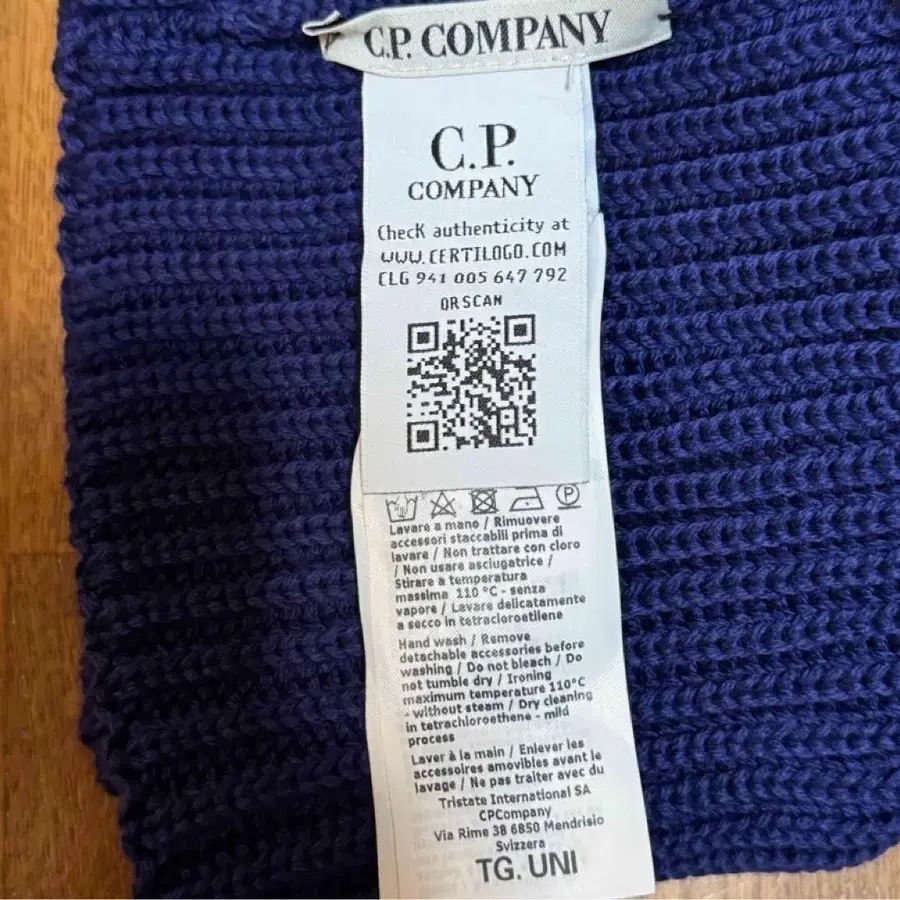 C.P. COMPANY
C.P.
COMPANY
ChecK authenticity at
WWW.CERTILOGO.COM
CLG 941 005 647 792
QR SCAN
P
Lavare a mano / Rimuovere
accessori staccabili prima di
lavare / Non trattare con cloro
/ Non usare asciugatrice /
Stirare a temperatura
massima 110 °C - senza
vapore / Lavare delicatamente
a secco in tetracloroetilene
Hand wash / Remove
detachable accessories before
washing / Do not bleach / Do
not tumble dry / Ironing
maximum temperature 110°C
- without steam / Dry cleaning
in tetrachloroethene - mild
process
Laver à la main / Enlever les
accessoires amovibles avant le
lavage / Ne pas traiter avec du
Tristate International SA
CPCompany
Via Rime 38 6850 Mendrisio
Svizzera
TG. UNI